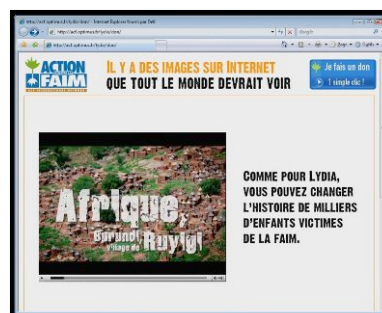 ACTION
CONTRE LA
FAIM
IL Y A DES IMAGES SUR INTERNET
QUE TOUT LE MONDE DEVRAIT VOIR
Je fais un don
1 simple clic !
Afrique,
Burundi,
village de
Ruyigi
COMME POUR LYDIA,
VOUS POUVEZ CHANGER
L'HISTOIRE DE MILLIERS
D'ENFANTS VICTIMES
DE LA FAIM.